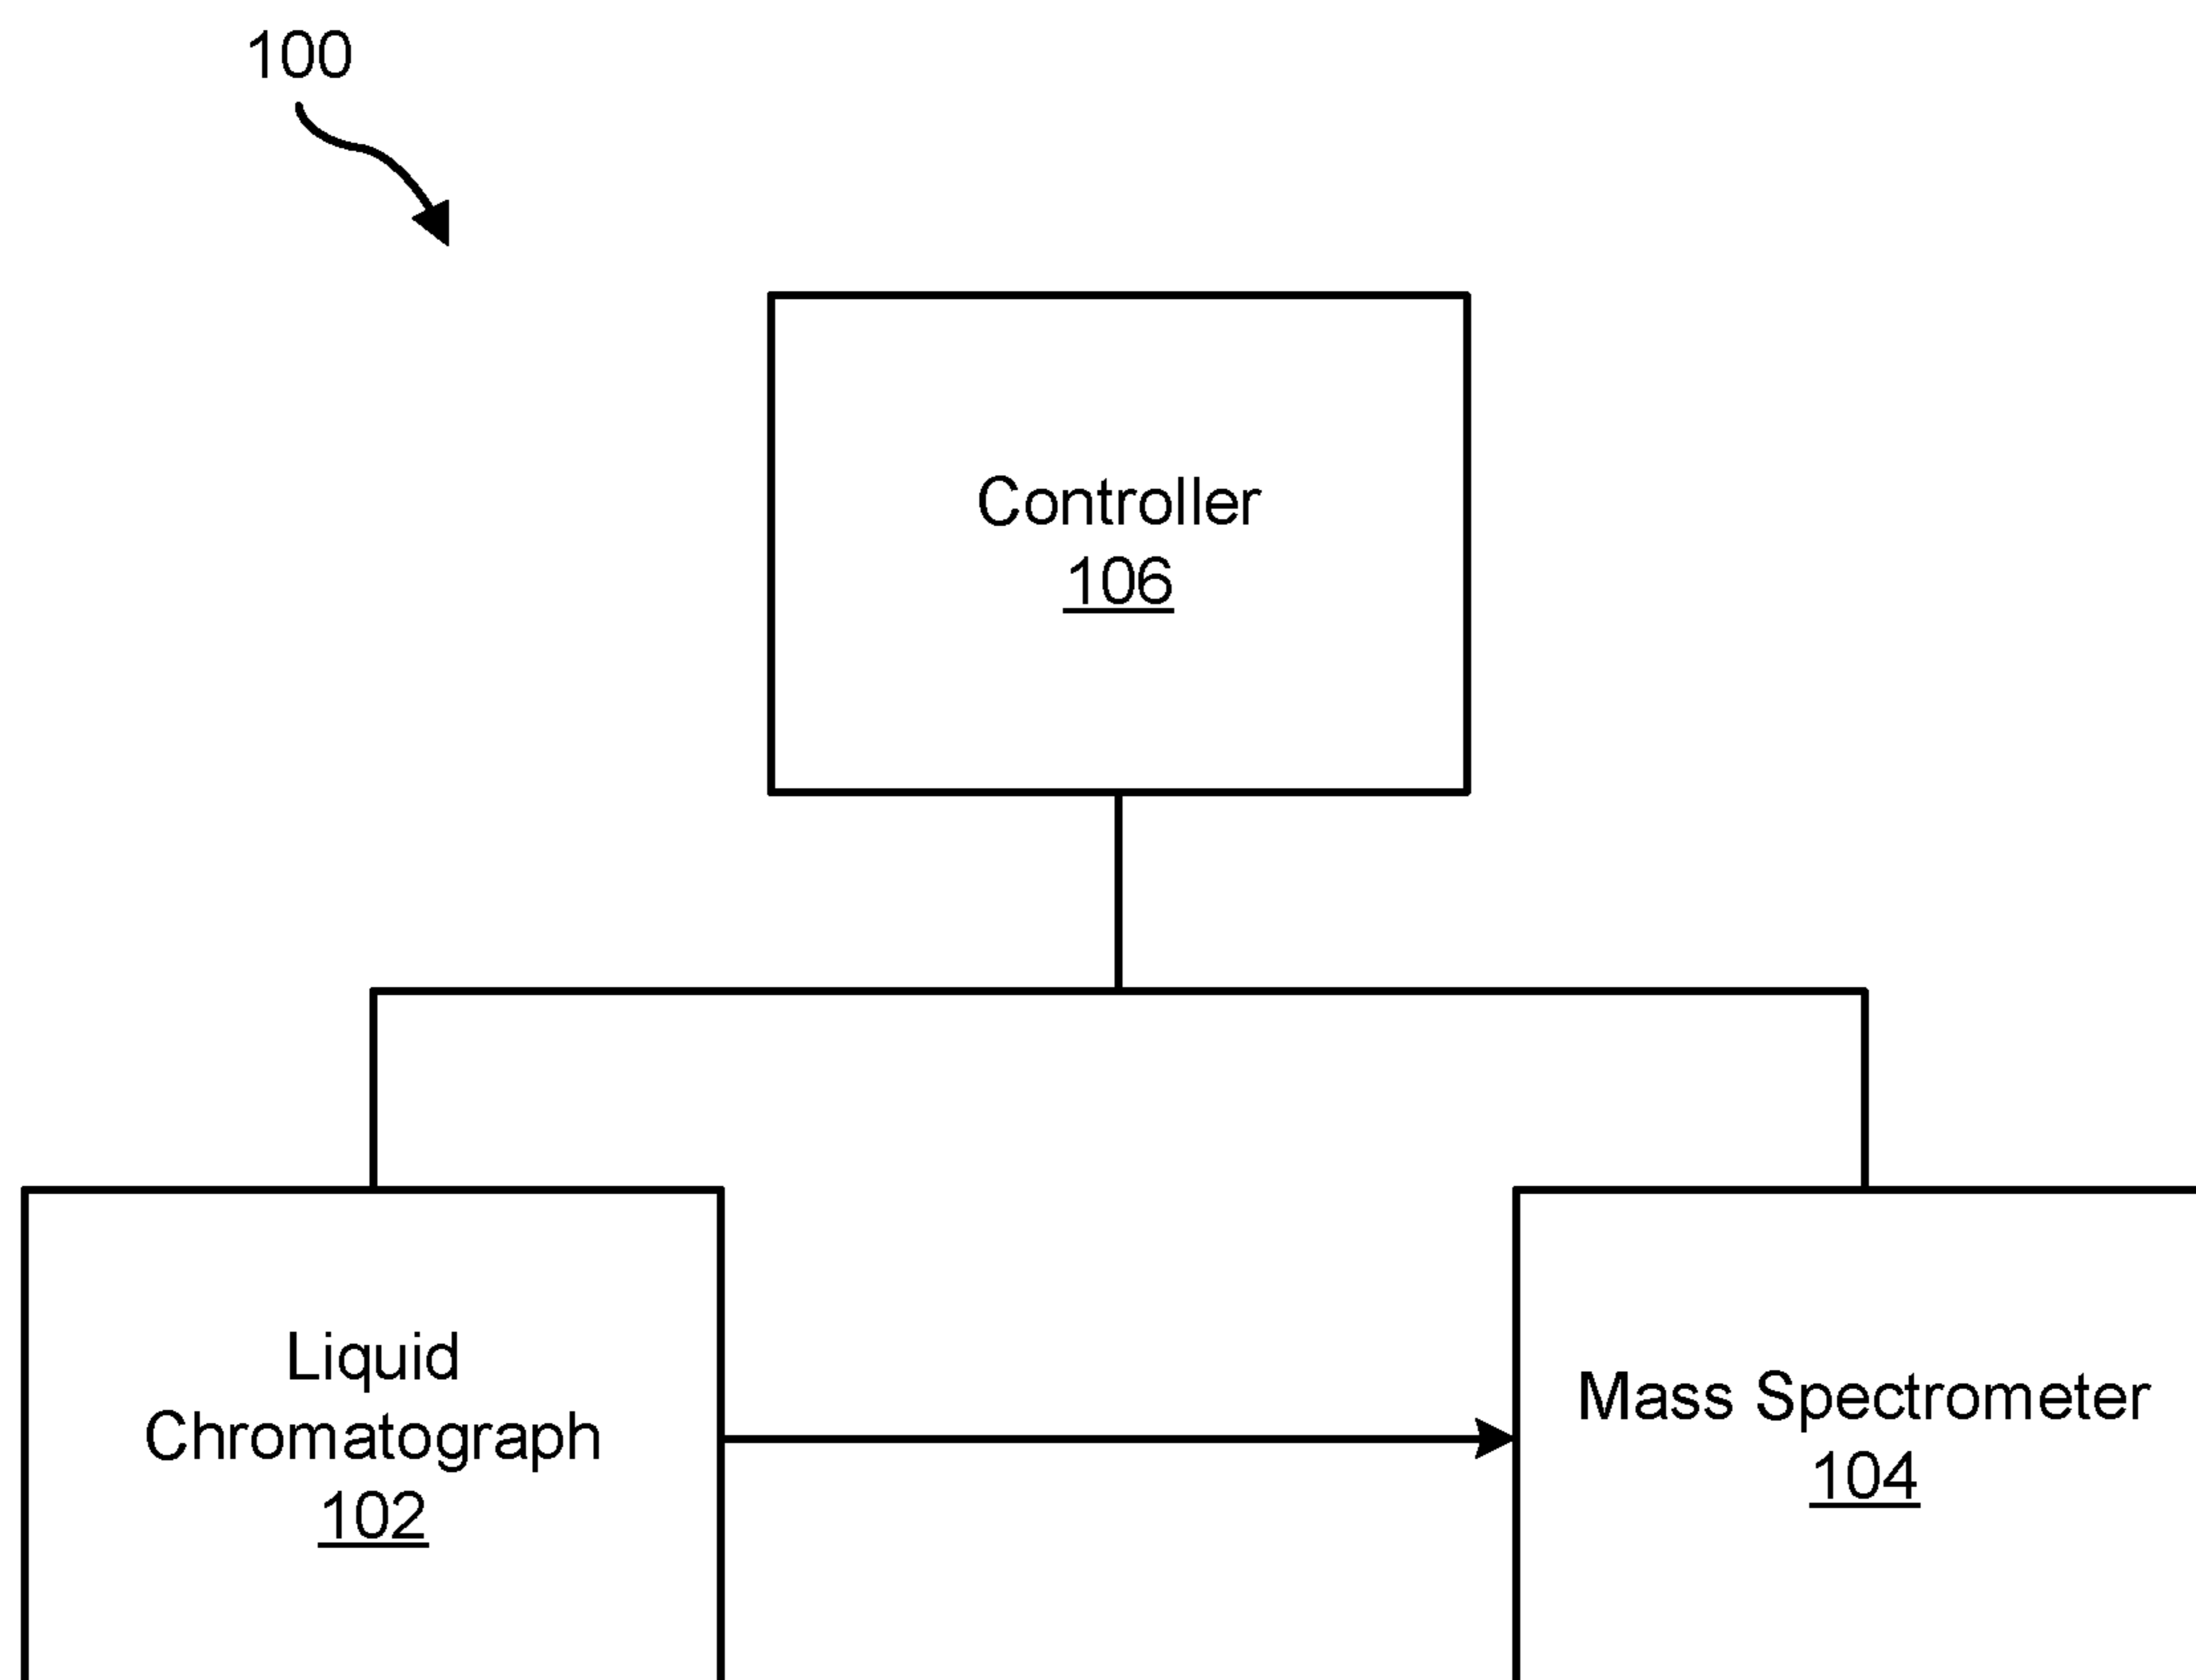 100
Controller
106
Liquid
Chromatograph
102
Mass Spectrometer
104